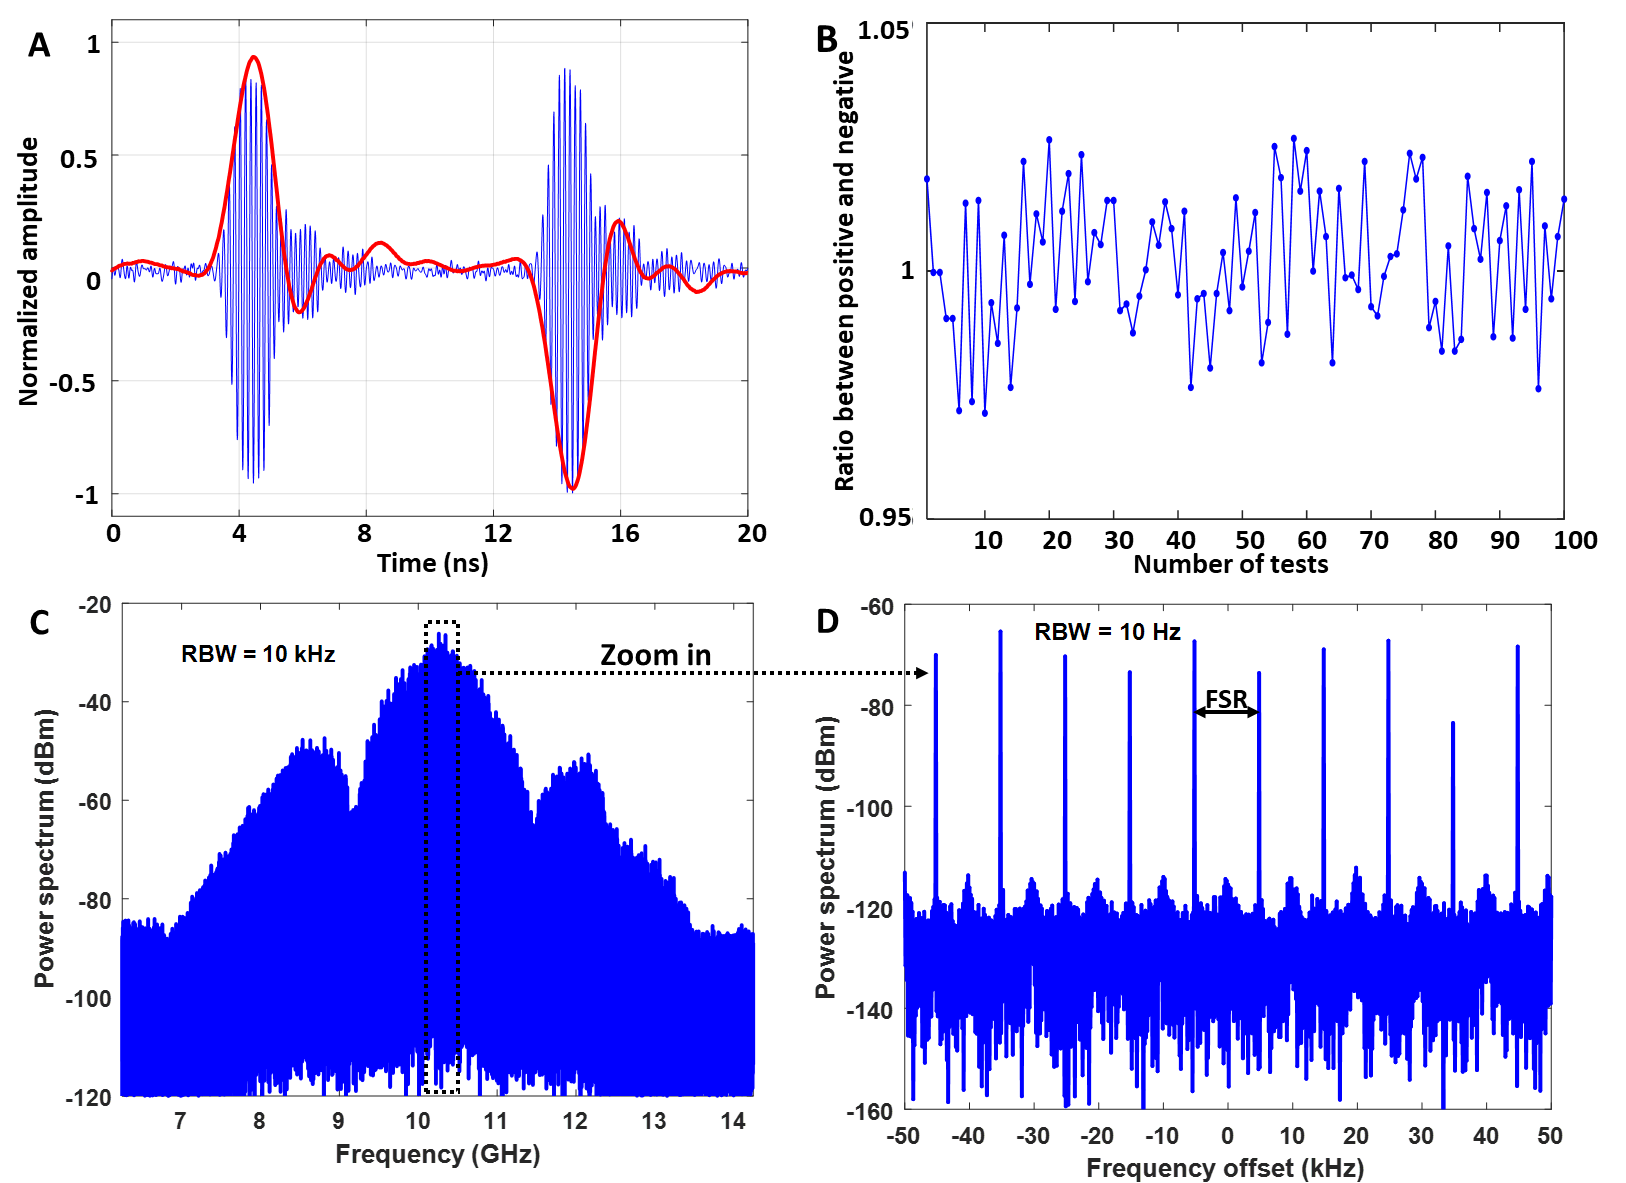 A
Normalized amplitude
1
0.5
0
-0.5
-1
0 4 8 12 16 20
Time (ns)
B
Ratio between positive and negative
1.05
1
0.95
10 20 30 40 50 60 70 80 90 100
Number of tests
C
Power spectrum (dBm)
-20
-40
-60
-80
-100
-120
RBW = 10 kHz
Zoom in
7 8 9 10 11 12 13 14
Frequency (GHz)
D
Power spectrum (dBm)
-60
-80
-100
-120
-140
-160
RBW = 10 Hz
FSR
-50 -40 -30 -20 -10 0 10 20 30 40 50
Frequency offset (kHz)